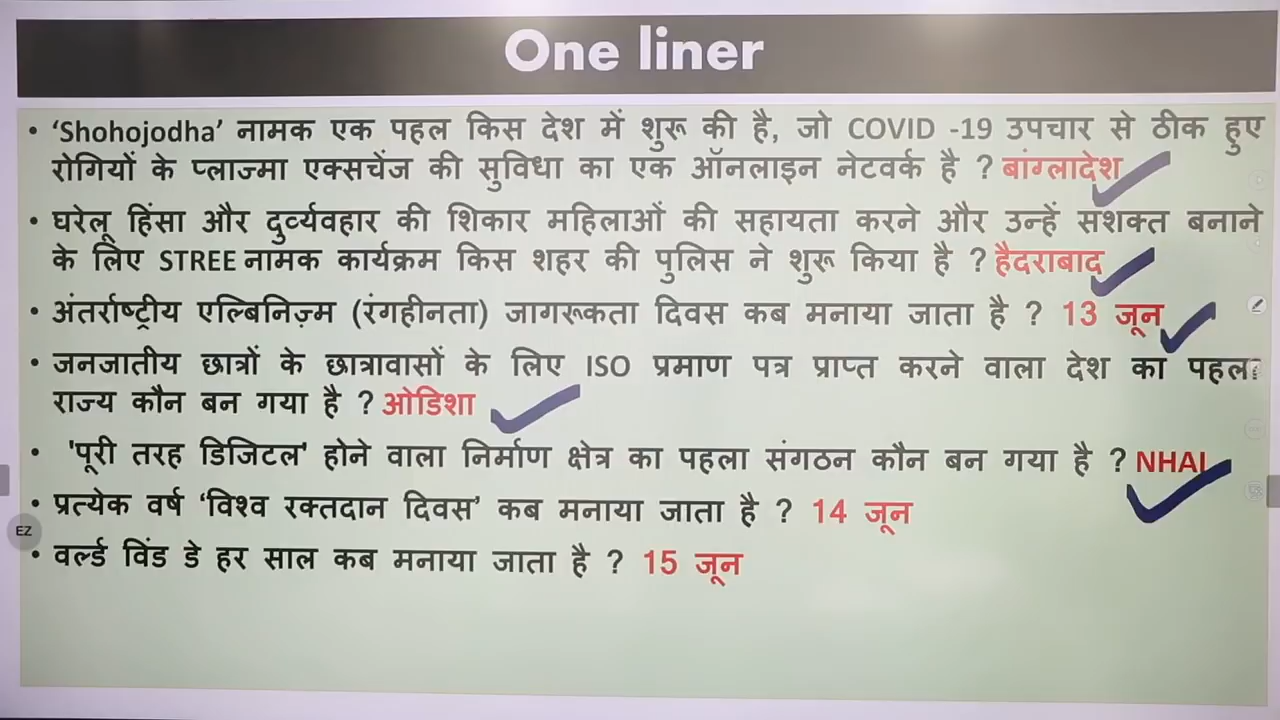 One liner
• ‘Shohojodha’ नामक एक पहल किस देश में शुरू की है, जो COVID -19 उपचार से ठीक हुए
रोगियों के प्लाज्मा एक्सचेंज की सुविधा का एक ऑनलाइन नेटवर्क है ? बांग्लादेश
• घरेलू हिंसा और दुर्व्यवहार की शिकार महिलाओं की सहायता करने और उन्हें सशक्त बनाने
के लिए STREE नामक कार्यक्रम किस शहर की पुलिस ने शुरू किया है ? हैदराबाद
• अंतर्राष्ट्रीय एल्बिनिज़्म (रंगहीनता) जागरूकता दिवस कब मनाया जाता है ? 13 जून
• जनजातीय छात्रों के छात्रावासों के लिए ISO प्रमाण पत्र प्राप्त करने वाला देश का पहला
राज्य कौन बन गया है ? ओडिशा
• 'पूरी तरह डिजिटल' होने वाला निर्माण क्षेत्र का पहला संगठन कौन बन गया है ? NHAI
• प्रत्येक वर्ष ‘विश्व रक्तदान दिवस’ कब मनाया जाता है ? 14 जून
EZ
• वर्ल्ड विंड डे हर साल कब मनाया जाता है ? 15 जून